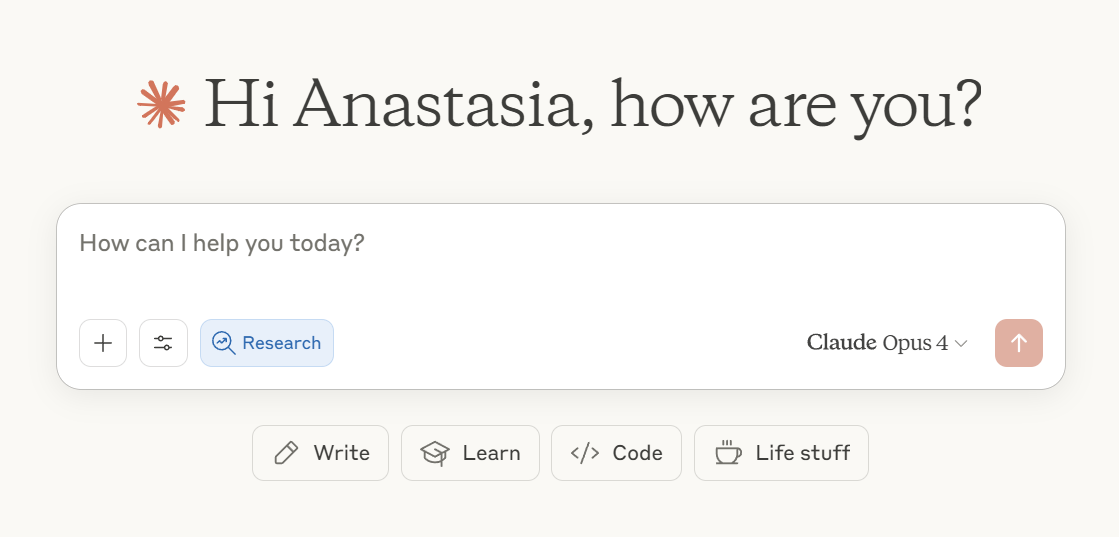 Hi Anastasia, how are you?
How can I help you today?
Research
Claude Opus 4
Write
Learn
Code
Life stuff